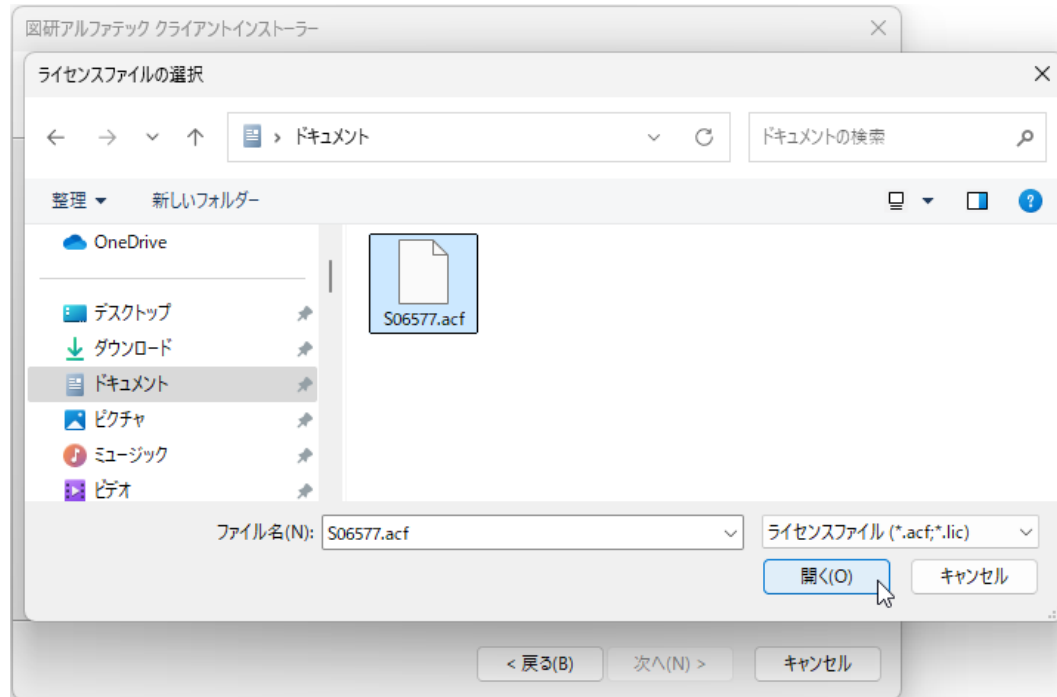 図研アルファテック クライアントインストーラー
ライセンスファイルの選択
ドキュメント
ドキュメントの検索
整理
新しいフォルダー
OneDrive
デスクトップ
ダウンロード
ドキュメント
ピクチャ
ミュージック
ビデオ
S06577.acf
ファイル名(N): S06577.acf
ライセンスファイル (*.acf;*.lic)
開く(O)
キャンセル
< 戻る(B)
次へ(N) >
キャンセル